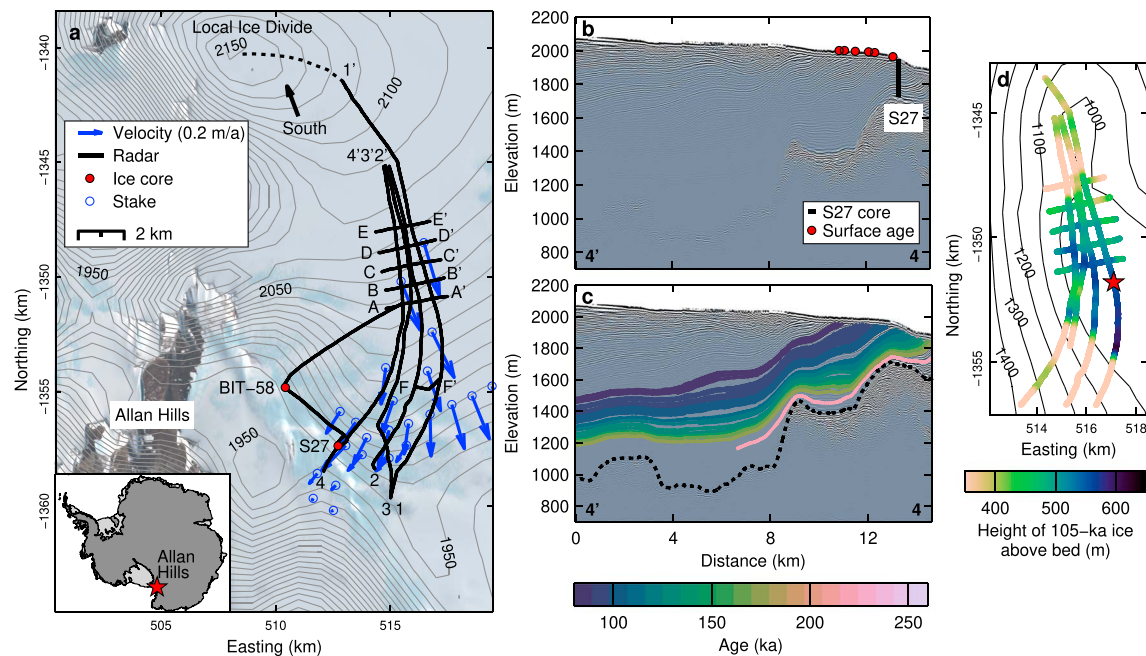 a
Local Ice Divide
2150
1'
2100
South
Velocity (0.2 m/a)
Radar
Ice core
Stake
2 km
4'3'2'
E
E'
D
D'
C
C'
B
B'
A
A'
1950
2050
BIT–58
F
F'
Allan Hills
1950
S27
4
2
3 1
1950
Allan
Hills
−1340
−1345
−1350
−1355
−1360
Northing (km)
505
510
515
Easting (km)
b
2200
2000
1800
1600
1400
1200
1000
800
Elevation (m)
S27
S27 core
Surface age
4'
4
c
2200
2000
1800
1600
1400
1200
1000
800
Elevation (m)
4'
4
0
4
8
12
Distance (km)
100
150
200
250
Age (ka)
d
1000
1100
1200
1300
1400
−1345
−1350
−1355
Northing (km)
514
516
518
Easting (km)
400
500
600
Height of 105−ka ice
above bed (m)